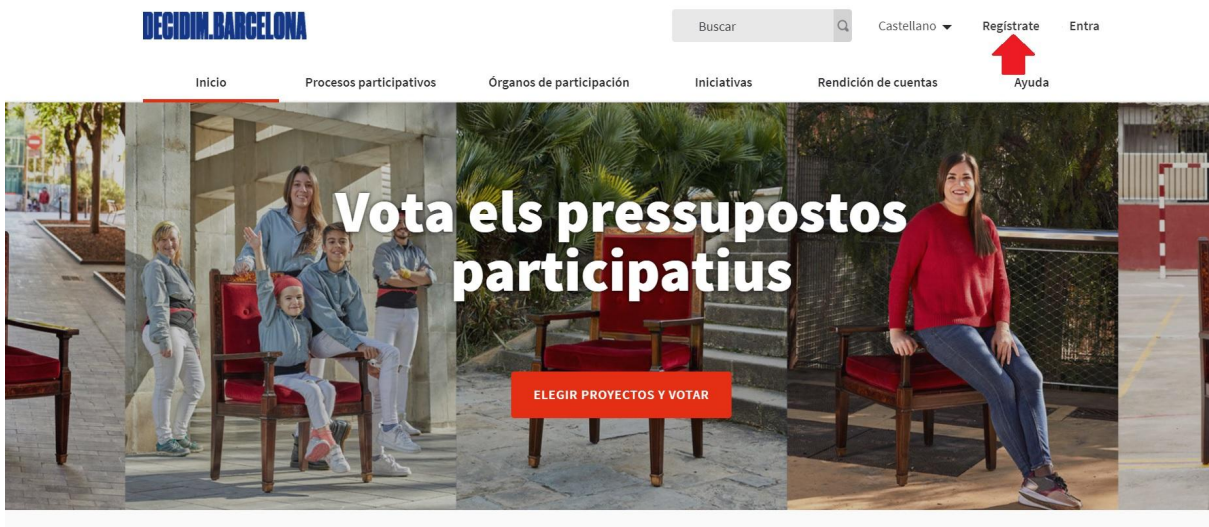 DECIDIM.BARCELONA
Buscar
Castellano
Regístrate
Entra
Inicio
Procesos participativos
Órganos de participación
Iniciativas
Rendición de cuentas
Ayuda
Vota els pressupostos
participatius
ELEGIR PROYECTOS Y VOTAR